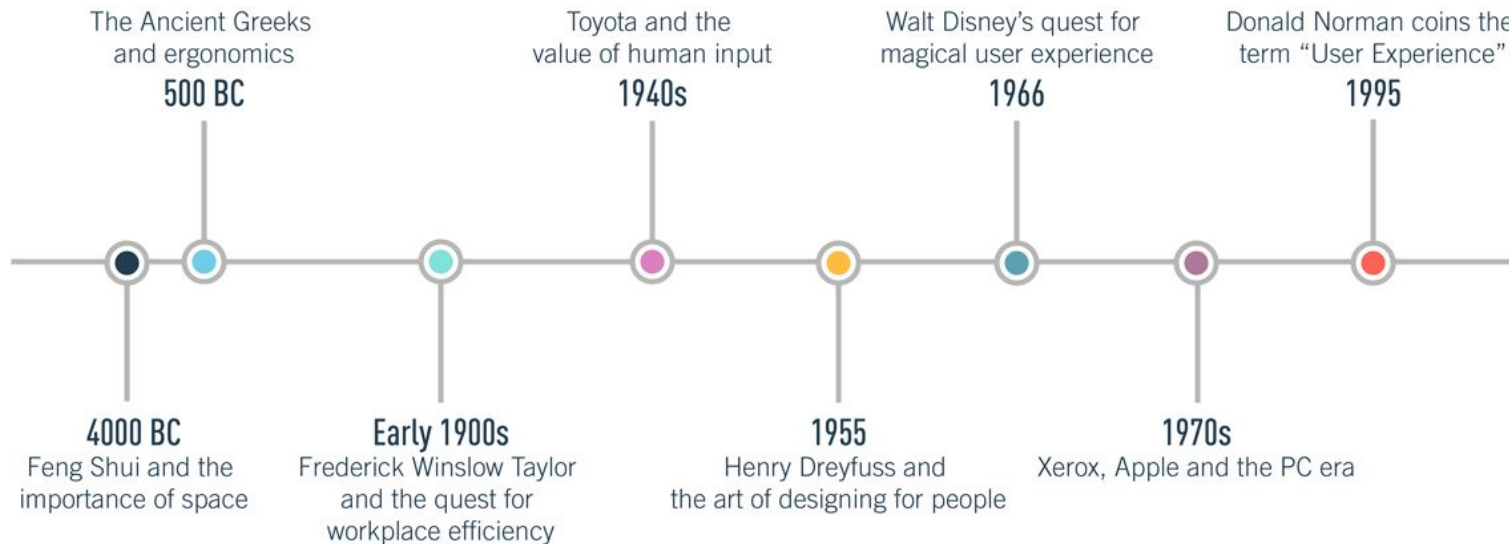 The Ancient Greeks
and ergonomics
500 BC
Toyota and the
value of human input
1940s
Walt Disney’s quest for
magical user experience
1966
Donald Norman coins the
term “User Experience”
1995
4000 BC
Feng Shui and the
importance of space
Early 1900s
Frederick Winslow Taylor
and the quest for
workplace efficiency
1955
Henry Dreyfuss and
the art of designing for people
1970s
Xerox, Apple and the PC era